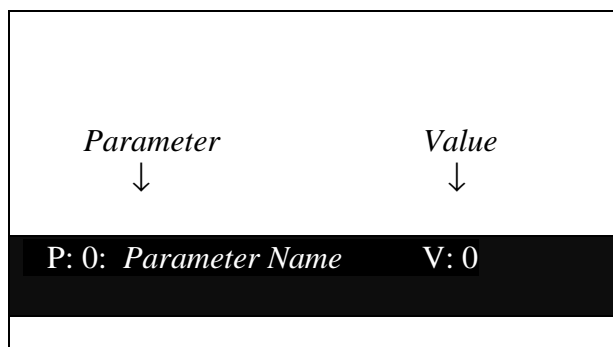 Parameter Value
↓ ↓
P: 0: Parameter Name V: 0